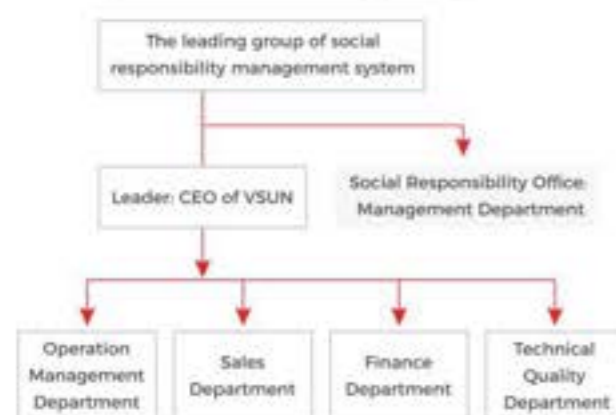 The leading group of social
responsibility management system
Leader: CEO of VSUN
Social Responsibility Office:
Management Department
Operation
Management
Department
Sales
Department
Finance
Department
Technical
Quality
Department